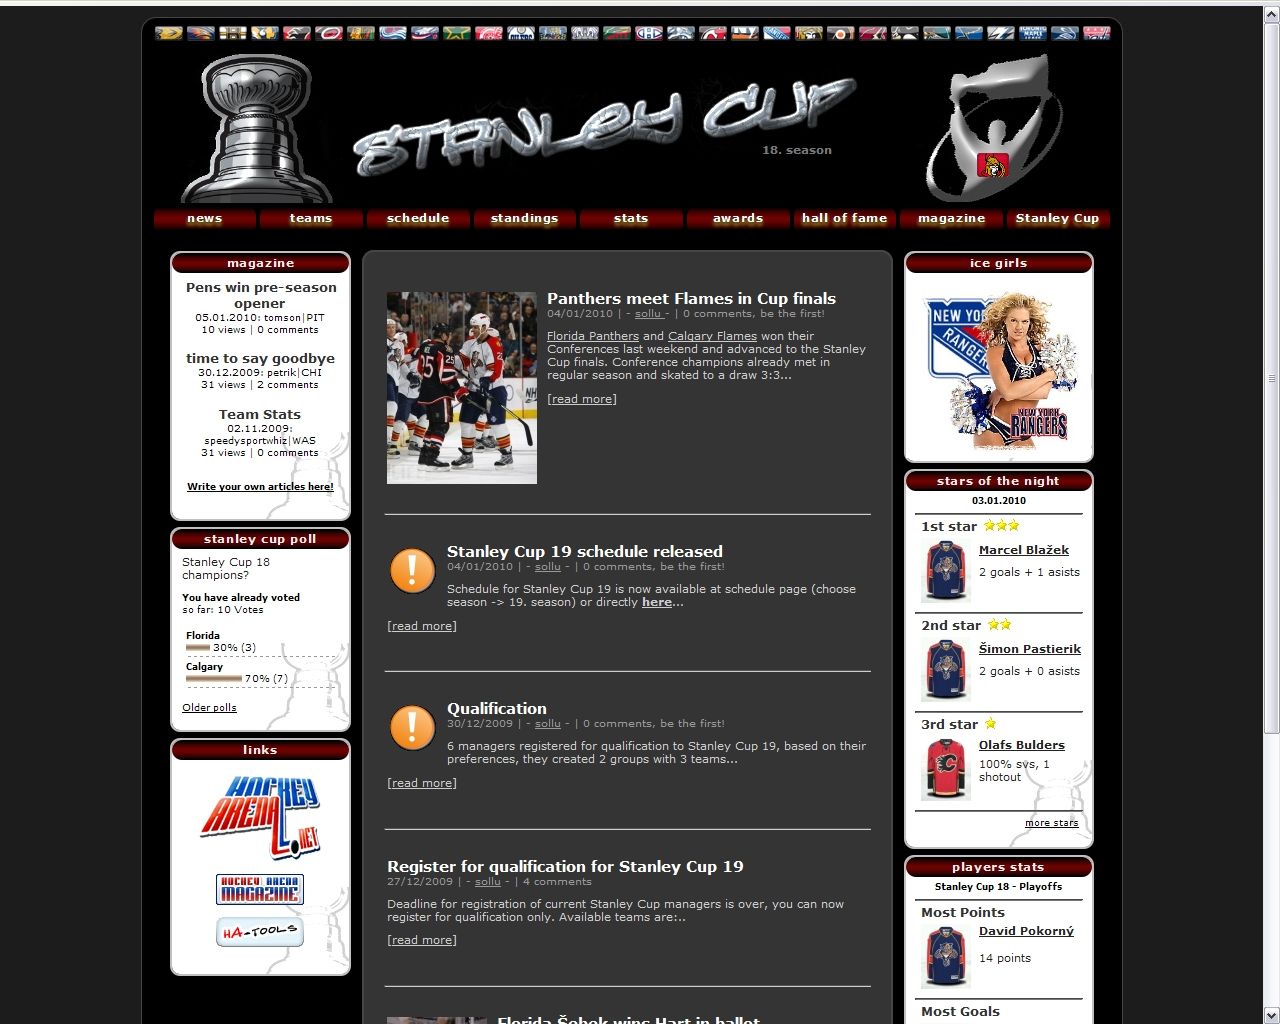 STANLEY CUP
18. season
news
teams
schedule
standings
stats
awards
hall of fame
magazine
Stanley Cup
magazine
Pens win pre-season
opener
05.01.2010: tomson|PIT
10 views | 0 comments
time to say goodbye
30.12.2009: petrik|CHI
31 views | 2 comments
Team Stats
02.11.2009:
speedysportwhiz|WAS
31 views | 0 comments
Write your own articles here!
stanley cup poll
Stanley Cup 18
champions?
You have already voted
so far: 10 Votes
Florida
30% (3)
Calgary
70% (7)
Older polls
links
HOCKEY
ARENA
.NET
HOCKEY ARENA
MAGAZINE
HA-TOOLS
Panthers meet Flames in Cup finals
04/01/2010 | - sollu - | 0 comments, be the first!
Florida Panthers and Calgary Flames won their
Conferences last weekend and advanced to the Stanley
Cup finals. Conference champions already met in
regular season and skated to a draw 3:3...
[read more]
Stanley Cup 19 schedule released
04/01/2010 | - sollu - | 0 comments, be the first!
Schedule for Stanley Cup 19 is now available at schedule page (choose
season -> 19. season) or directly here...
[read more]
Qualification
30/12/2009 | - sollu - | 0 comments, be the first!
6 managers registered for qualification to Stanley Cup 19, based on their
preferences, they created 2 groups with 3 teams...
[read more]
Register for qualification for Stanley Cup 19
27/12/2009 | - sollu - | 4 comments
Deadline for registration of current Stanley Cup managers is over, you can now
register for qualification only. Available teams are:..
[read more]
Florida Šobek wins Hart in ballot
ice girls
NEW YORK
RANGERS
NEW YORK
RANGERS
stars of the night
03.01.2010
1st star
Marcel Blažek
2 goals + 1 asists
2nd star
Šimon Pastierik
2 goals + 0 asists
3rd star
Olafs Bulders
100% svs, 1
shotout
more stars
players stats
Stanley Cup 18 - Playoffs
Most Points
David Pokorný
14 points
Most Goals